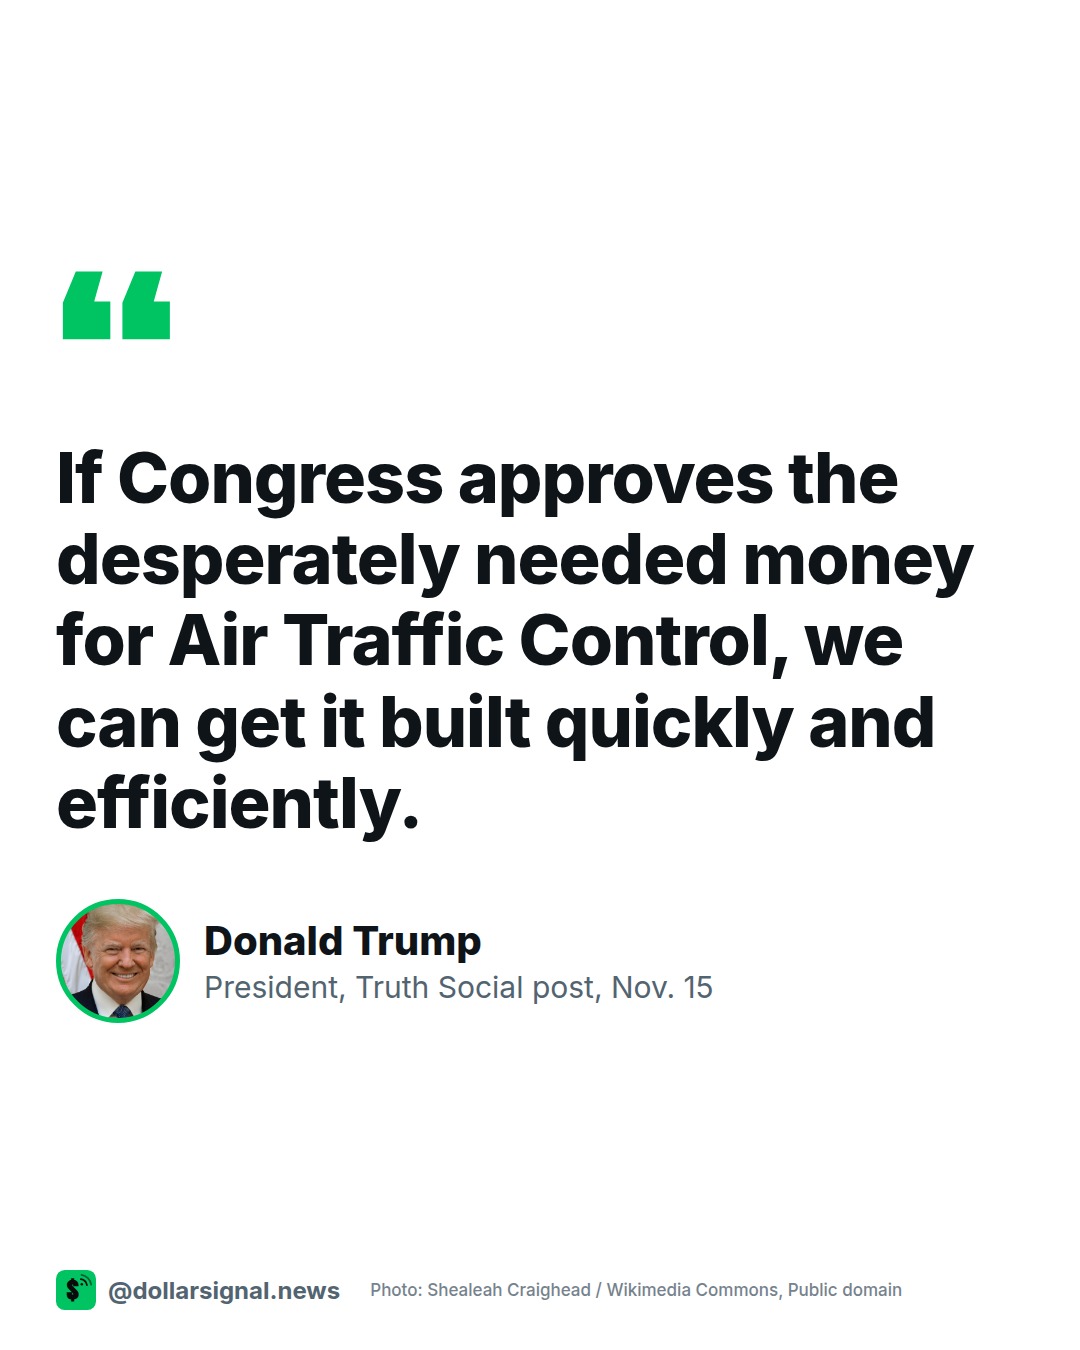 “
If Congress approves the
desperately needed money
for Air Traffic Control, we
can get it built quickly and
efficiently.
Donald Trump
President, Truth Social post, Nov. 15
$ @dollarsignal.news Photo: Shealeah Craighead / Wikimedia Commons, Public domain